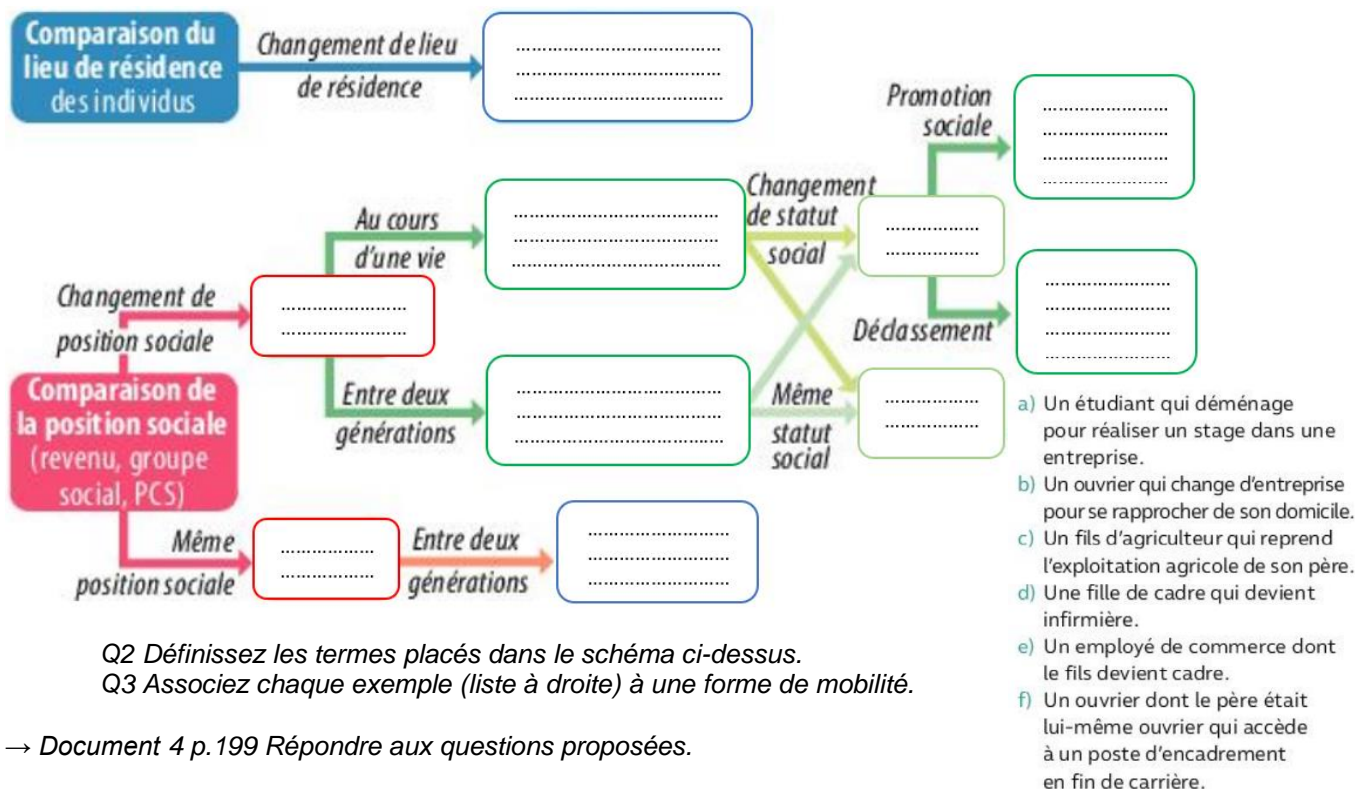 Comparaison du
lieu de résidence
des individus
Changement de lieu
de résidence
........................................
........................................
........................................
Promotion
sociale
.........................
.........................
.........................
.........................
Au cours
d'une vie
........................................
........................................
........................................
Changement
de statut
social
...................
...................
Changement de
position sociale
.........................
.........................
Déclassement
.........................
.........................
.........................
.........................
Comparaison de
la position sociale
(revenu, groupe
social, PCS)
Entre deux
générations
........................................
........................................
........................................
Même
statut
social
...................
...................
Même
position sociale
...................
...................
Entre deux
générations
..............................
..............................
..............................
a) Un étudiant qui déménage
pour réaliser un stage dans une
entreprise.
b) Un ouvrier qui change d'entreprise
pour se rapprocher de son domicile.
c) Un fils d'agriculteur qui reprend
l'exploitation agricole de son père.
d) Une fille de cadre qui devient
infirmière.
e) Un employé de commerce dont
le fils devient cadre.
f) Un ouvrier dont le père était
lui-même ouvrier qui accède
à un poste d'encadrement
en fin de carrière.
Q2 Définissez les termes placés dans le schéma ci-dessus.
Q3 Associez chaque exemple (liste à droite) à une forme de mobilité.
→ Document 4 p.199 Répondre aux questions proposées.